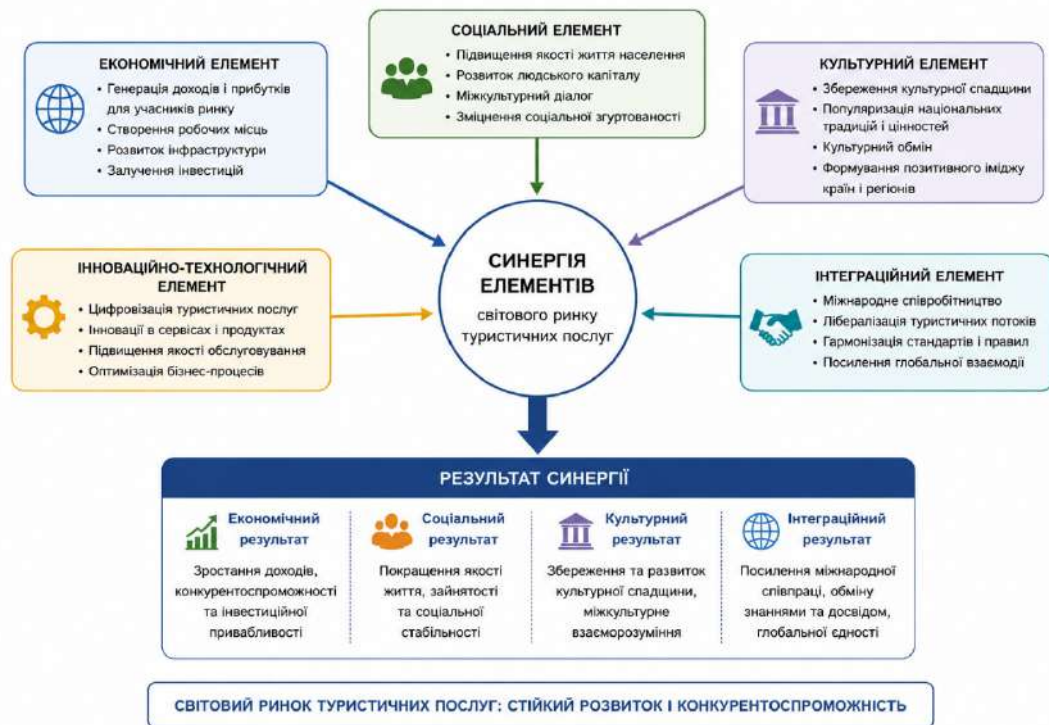 СОЦІАЛЬНИЙ ЕЛЕМЕНТ
• Підвищення якості життя населення
• Розвиток людського капіталу
• Міжкультурний діалог
• Зміцнення соціальної згуртованості
ЕКОНОМІЧНИЙ ЕЛЕМЕНТ
• Генерація доходів і прибутків
для учасників ринку
• Створення робочих місць
• Розвиток інфраструктури
• Залучення інвестицій
КУЛЬТУРНИЙ ЕЛЕМЕНТ
• Збереження культурної спадщини
• Популяризація національних
традицій і цінностей
• Культурний обмін
• Формування позитивного іміджу
країн і регіонів
ІННОВАЦІЙНО-ТЕХНОЛОГІЧНИЙ
ЕЛЕМЕНТ
• Цифровізація туристичних послуг
• Інновації в сервісах і продуктах
• Підвищення якості обслуговування
• Оптимізація бізнес-процесів
СИНЕРГІЯ
ЕЛЕМЕНТІВ
світового ринку
туристичних послуг
ІНТЕГРАЦІЙНИЙ ЕЛЕМЕНТ
• Міжнародне співробітництво
• Лібералізація туристичних потоків
• Гармонізація стандартів і правил
• Посилення глобальної взаємодії
РЕЗУЛЬТАТ СИНЕРГІЇ
Економічний
результат
Зростання доходів,
конкурентоспроможності
та інвестиційної
привабливості
Соціальний
результат
Покращення якості
життя, зайнятості
та соціальної
стабільності
Культурний
результат
Збереження та розвиток
культурної спадщини,
міжкультурне
взаєморозуміння
Інтеграційний
результат
Посилення міжнародної
співпраці, обміну
знаннями та досвідом,
глобальної єдності
СВІТОВИЙ РИНОК ТУРИСТИЧНИХ ПОСЛУГ: СТІЙКИЙ РОЗВИТОК І КОНКУРЕНТОСПРОМОЖНІСТЬ